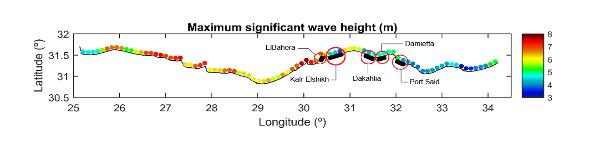 Maximum significant wave height (m)
32
31.5
31
30.5
Latitude (º)
ElBahera
Damietta
Kafr Elshikh
Dakahlia
Port Said
25 26 27 28 29 30 31 32 33 34
Longitude (º)
8
7
6
5
4
3